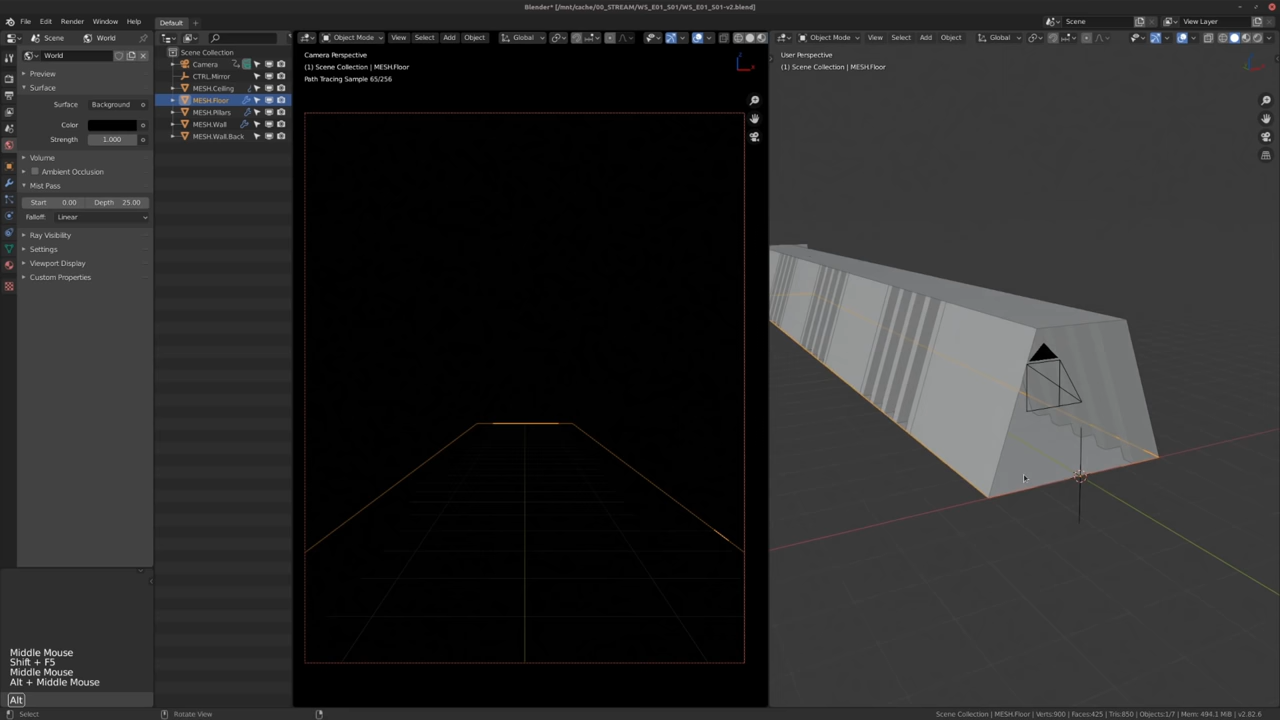 Blender* [/mnt/cache/00_STREAM/WS_E01_S01/WS_E01_S01-v2.blend]
File Edit Render Window Help Default + Scene View Layer
Scene World
World
Preview
Surface
Surface: Background
Color:
Strength: 1.000
Volume
Ambient Occlusion
Mist Pass
Start 0.00 Depth 25.00
Falloff: Linear
Ray Visibility
Settings
Viewport Display
Custom Properties
Scene Collection
Camera
CTRL.Mirror
MESH.Ceiling
MESH.Floor
MESH.Pillars
MESH.Wall
MESH.Wall.Back
Object Mode View Select Add Object Global
Camera Perspective
(1) Scene Collection | MESH.Floor
Path Tracing Sample 65/256
Object Mode View Select Add Object Global
User Perspective
(1) Scene Collection | MESH.Floor
Middle Mouse
Shift + F5
Middle Mouse
Alt + Middle Mouse
Alt
Select Rotate View Scene Collection | MESH.Floor | Verts:900 | Faces:425 | Tris:850 | Objects:1/7 | Mem: 494.1 MiB | v2.82.6